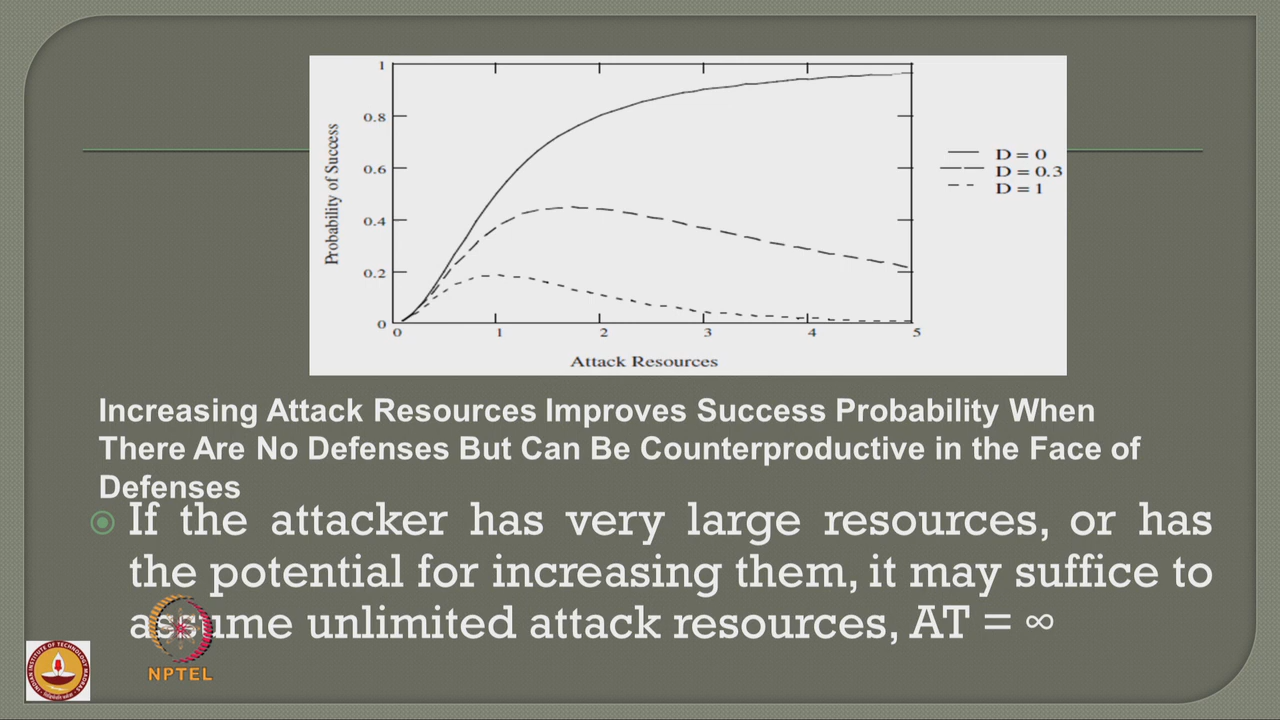 1
0.8
0.6
0.4
0.2
0
0 1 2 3 4 5
Probability of Success
Attack Resources
D = 0
D = 0.3
D = 1
Increasing Attack Resources Improves Success Probability When
There Are No Defenses But Can Be Counterproductive in the Face of
Defenses
If the attacker has very large resources, or has
the potential for increasing them, it may suffice to
assume unlimited attack resources, AT = ∞
NPTEL